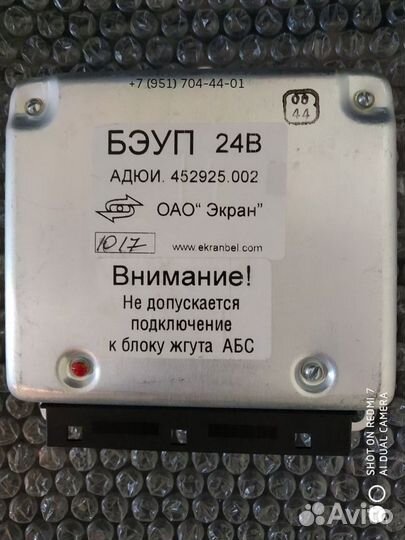 +7 (951) 704-44-01
44
БЭУП 24В
АДЮИ. 452925.002
ОАО“ Экран”
1017
www.ekranbel.com
Внимание!
Не допускается
подключение
к блоку жгута АБС
SHOT ON REDMI 7
AI DUAL CAMERA
Avito